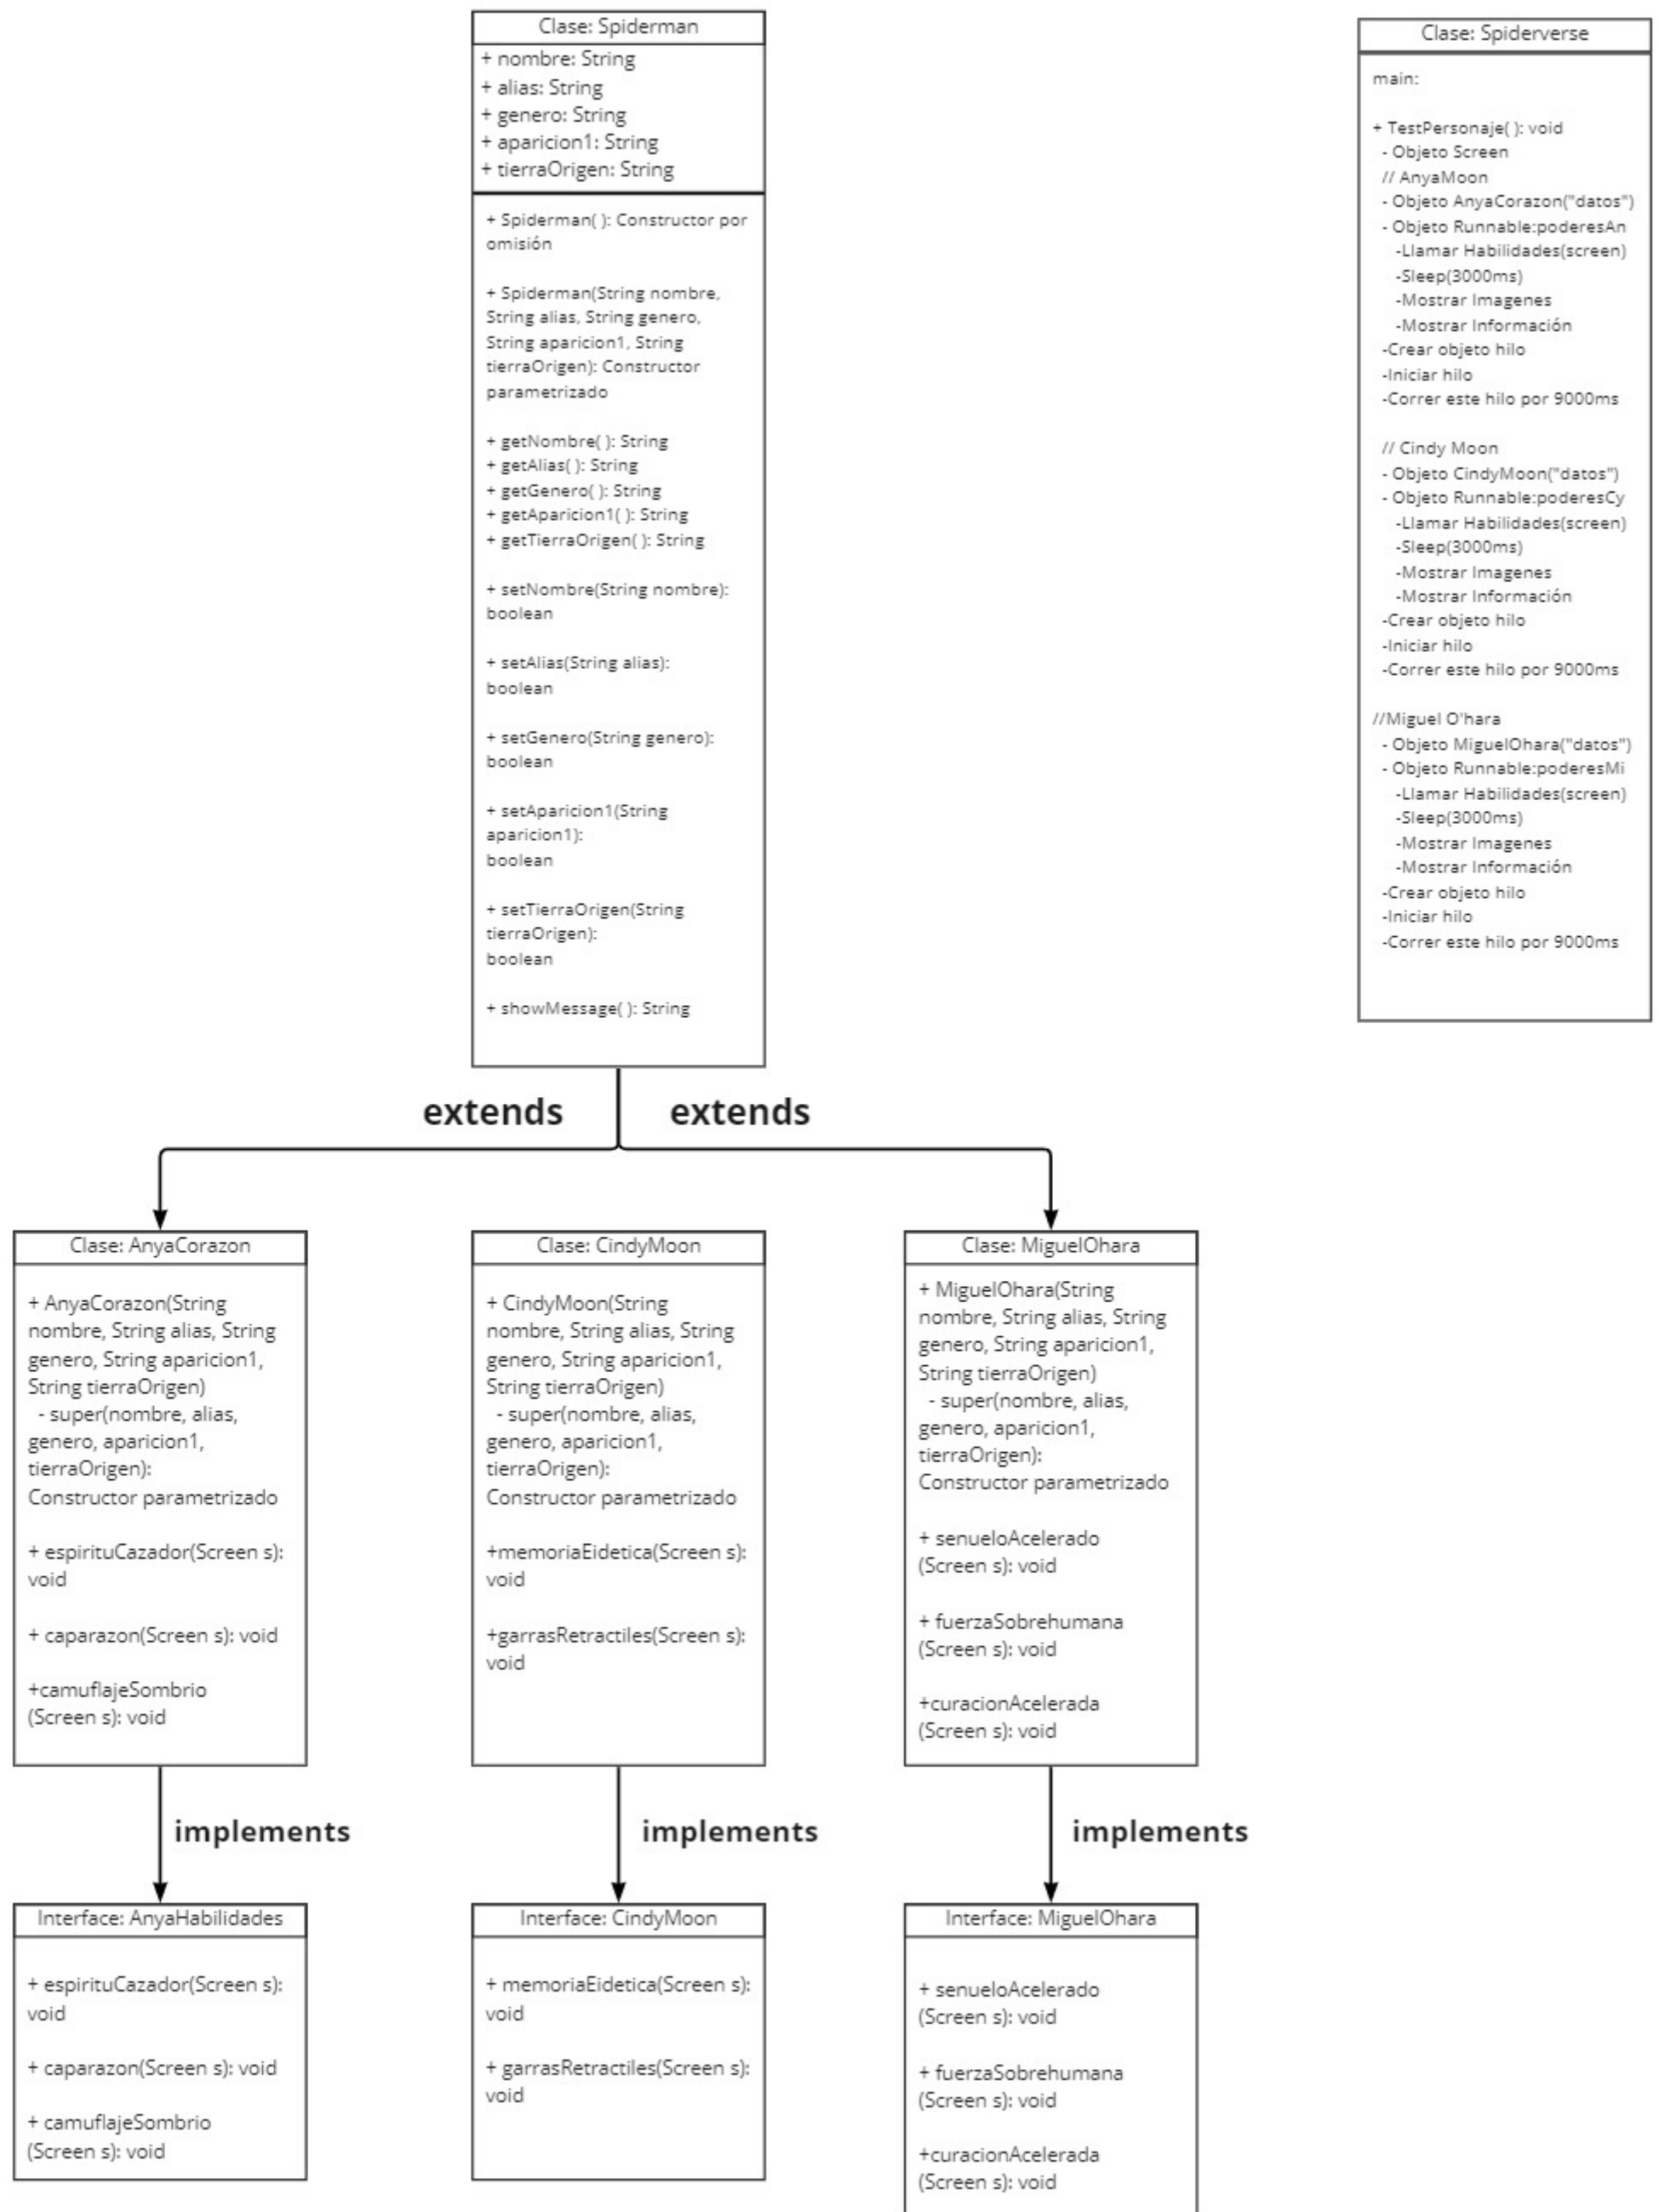 Clase: Spiderman
+ nombre: String
+ alias: String
+ genero: String
+ aparicion1: String
+ tierraOrigen: String
+ Spiderman( ): Constructor por
omisión
+ Spiderman(String nombre,
String alias, String genero,
String aparicion1, String
tierraOrigen): Constructor
parametrizado
+ getNombre( ): String
+ getAlias( ): String
+ getGenero( ): String
+ getAparicion1( ): String
+ getTierraOrigen( ): String
+ setNombre(String nombre):
boolean
+ setAlias(String alias):
boolean
+ setGenero(String genero):
boolean
+ setAparicion1(String
aparicion1):
boolean
+ setTierraOrigen(String
tierraOrigen):
boolean
+ showMessage( ): String
Clase: Spiderverse
main:
+ TestPersonaje( ): void
- Objeto Screen
// AnyaMoon
- Objeto AnyaCorazon("datos")
- Objeto Runnable:poderesAn
-Llamar Habilidades(screen)
-Sleep(3000ms)
-Mostrar Imagenes
-Mostrar Información
-Crear objeto hilo
-Iniciar hilo
-Correr este hilo por 9000ms
// Cindy Moon
- Objeto CindyMoon("datos")
- Objeto Runnable:poderesCy
-Llamar Habilidades(screen)
-Sleep(3000ms)
-Mostrar Imagenes
-Mostrar Información
-Crear objeto hilo
-Iniciar hilo
-Correr este hilo por 9000ms
//Miguel O'hara
- Objeto MiguelOhara("datos")
- Objeto Runnable:poderesMi
-Llamar Habilidades(screen)
-Sleep(3000ms)
-Mostrar Imagenes
-Mostrar Información
-Crear objeto hilo
-Iniciar hilo
-Correr este hilo por 9000ms
extends
extends
Clase: AnyaCorazon
+ AnyaCorazon(String
nombre, String alias, String
genero, String aparicion1,
String tierraOrigen)
- super(nombre, alias,
genero, aparicion1,
tierraOrigen):
Constructor parametrizado
+ espirituCazador(Screen s):
void
+ caparazon(Screen s): void
+camuflajeSombrio
(Screen s): void
Clase: CindyMoon
+ CindyMoon(String
nombre, String alias, String
genero, String aparicion1,
String tierraOrigen)
- super(nombre, alias,
genero, aparicion1,
tierraOrigen):
Constructor parametrizado
+memoriaEidetica(Screen s):
void
+garrasRetractiles(Screen s):
void
Clase: MiguelOhara
+ MiguelOhara(String
nombre, String alias, String
genero, String aparicion1,
String tierraOrigen)
- super(nombre, alias,
genero, aparicion1,
tierraOrigen):
Constructor parametrizado
+ senueloAcelerado
(Screen s): void
+ fuerzaSobrehumana
(Screen s): void
+curacionAcelerada
(Screen s): void
implements
implements
implements
Interface: AnyaHabilidades
+ espirituCazador(Screen s):
void
+ caparazon(Screen s): void
+ camuflajeSombrio
(Screen s): void
Interface: CindyMoon
+ memoriaEidetica(Screen s):
void
+ garrasRetractiles(Screen s):
void
Interface: MiguelOhara
+ senueloAcelerado
(Screen s): void
+ fuerzaSobrehumana
(Screen s): void
+curacionAcelerada
(Screen s): void